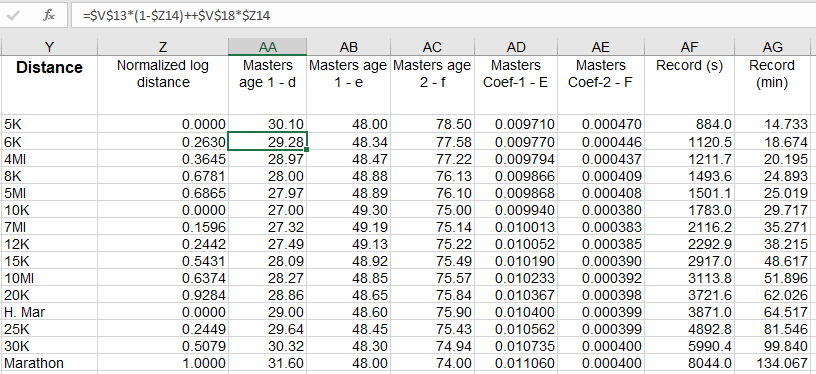 fx =$V$13*(1-$Z14)++$V$18*$Z14
Y Z AA AB AC AD AE AF AG
Distance Normalized log Masters Masters age Masters age Masters Masters Record (s) Record
distance age 1 - d 1 - e 2 - f Coef-1 - E Coef-2 - F (min)
5K 0.0000 30.10 48.00 78.50 0.009710 0.000470 884.0 14.733
6K 0.2630 29.28 48.34 77.58 0.009770 0.000446 1120.5 18.674
4MI 0.3645 28.97 48.47 77.22 0.009794 0.000437 1211.7 20.195
8K 0.6781 28.00 48.88 76.13 0.009866 0.000409 1493.6 24.893
5MI 0.6865 27.97 48.89 76.10 0.009868 0.000408 1501.1 25.019
10K 0.0000 27.00 49.30 75.00 0.009940 0.000380 1783.0 29.717
7MI 0.1596 27.32 49.19 75.14 0.010013 0.000383 2116.2 35.271
12K 0.2442 27.49 49.13 75.22 0.010052 0.000385 2292.9 38.215
15K 0.5431 28.09 48.92 75.49 0.010190 0.000390 2917.0 48.617
10MI 0.6374 28.27 48.85 75.57 0.010233 0.000392 3113.8 51.896
20K 0.9284 28.86 48.65 75.84 0.010367 0.000398 3721.6 62.026
H. Mar 0.0000 29.00 48.60 75.90 0.010400 0.000399 3871.0 64.517
25K 0.2449 29.64 48.45 75.43 0.010562 0.000399 4892.8 81.546
30K 0.5079 30.32 48.30 74.94 0.010735 0.000400 5990.4 99.840
Marathon 1.0000 31.60 48.00 74.00 0.011060 0.000400 8044.0 134.067